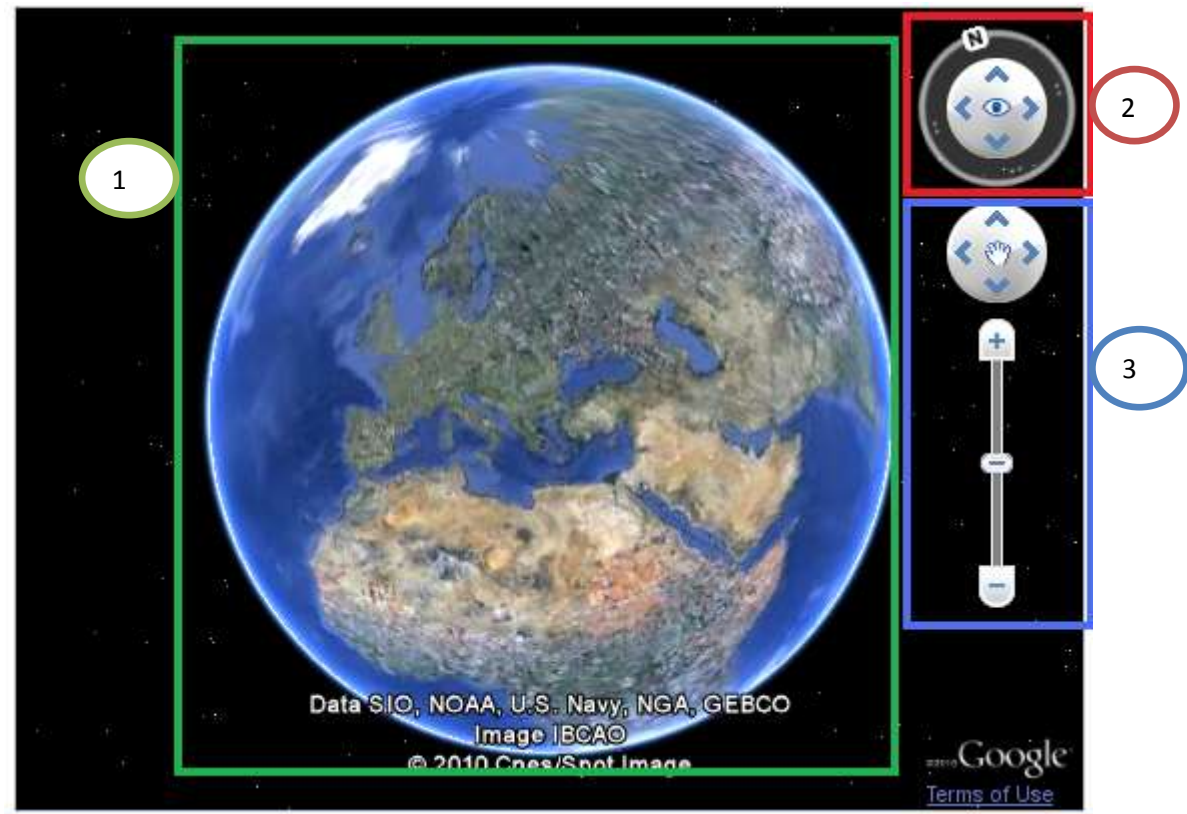 N
2
1
3
Data SIO, NOAA, U.S. Navy, NGA, GEBCO
Image IBCAO
© 2010 Cnes/Spot Image
Google
Terms of Use